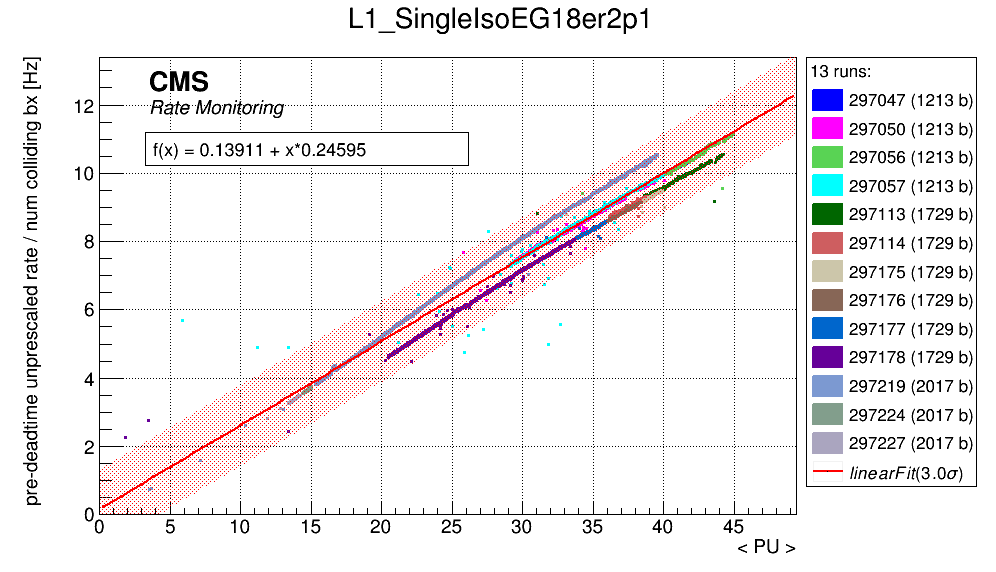 L1_SingleIsoEG18er2p1
pre-deadtime unprescaled rate / num colliding bx [Hz]
CMS
Rate Monitoring
f(x) = 0.13911 + x*0.24595
12
10
8
6
4
2
0
0 5 10 15 20 25 30 35 40 45
< PU >
13 runs:
297047 (1213 b)
297050 (1213 b)
297056 (1213 b)
297057 (1213 b)
297113 (1729 b)
297114 (1729 b)
297175 (1729 b)
297176 (1729 b)
297177 (1729 b)
297178 (1729 b)
297219 (2017 b)
297224 (2017 b)
297227 (2017 b)
linearFit(3.0σ)